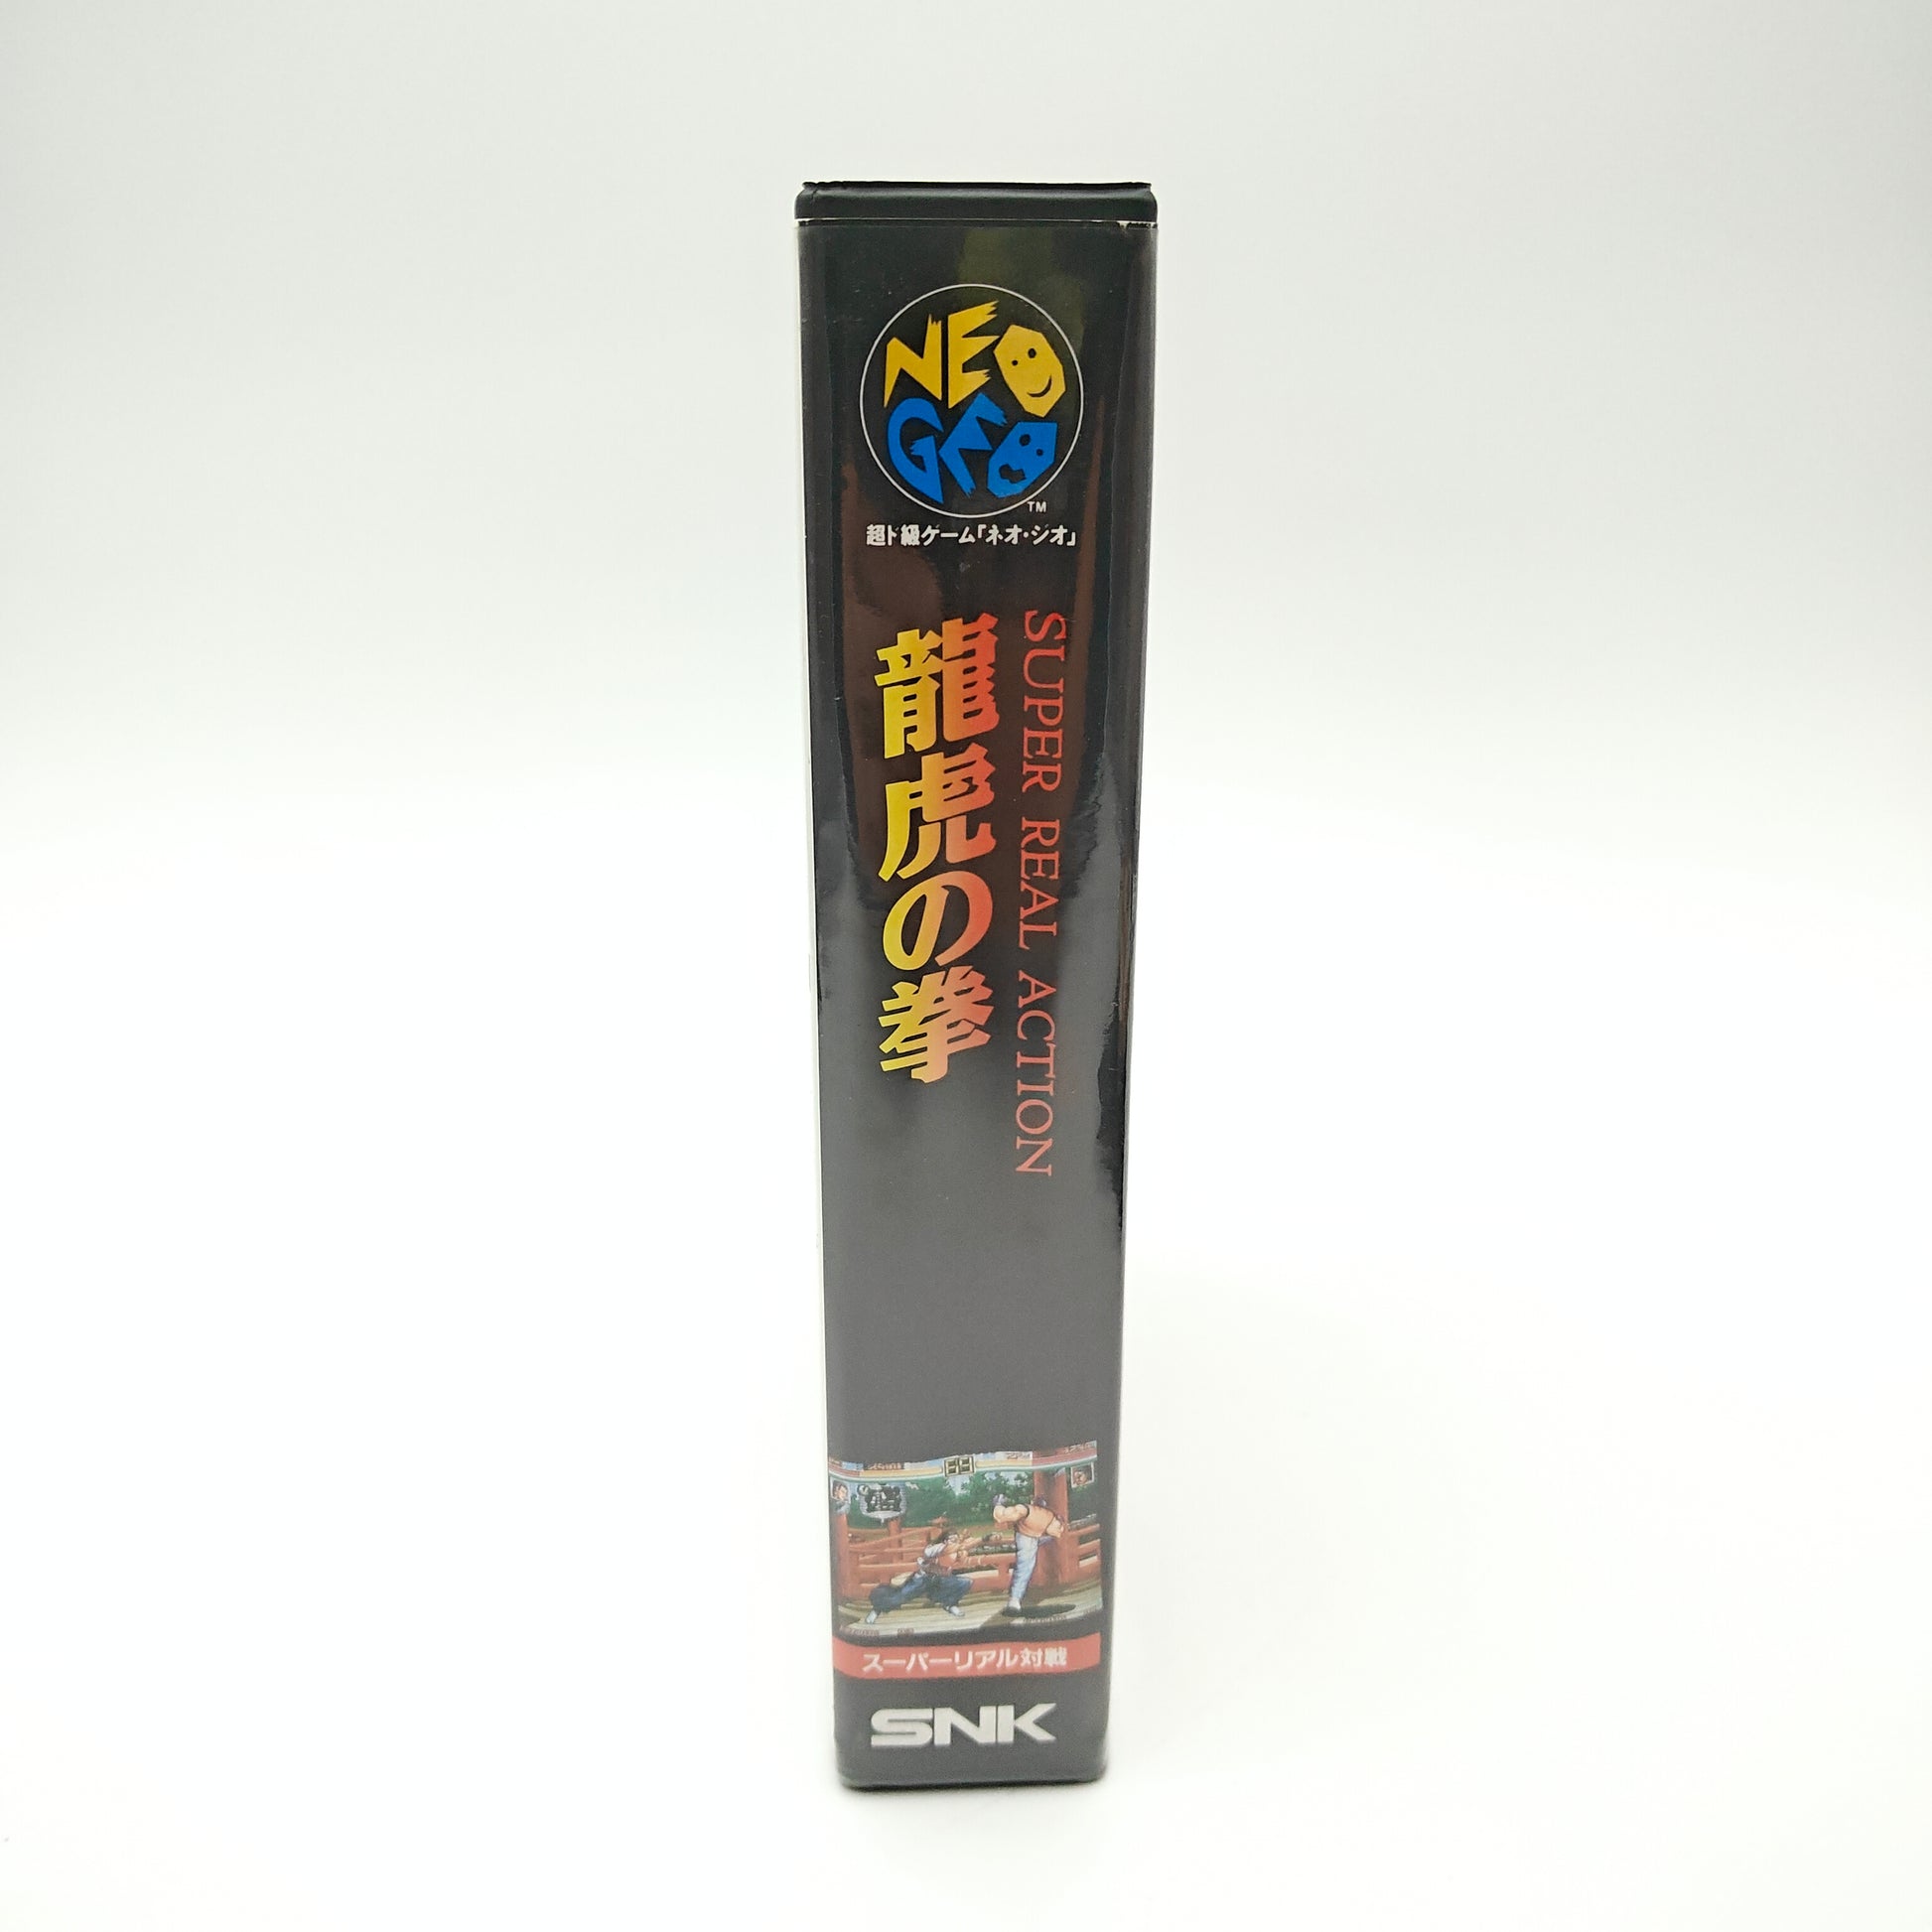 NEO
GEO
TM
超ド級ゲーム「ネオ・ジオ」
SUPER REAL ACTION
龍虎の拳
スーパーリアル対戦
SNK